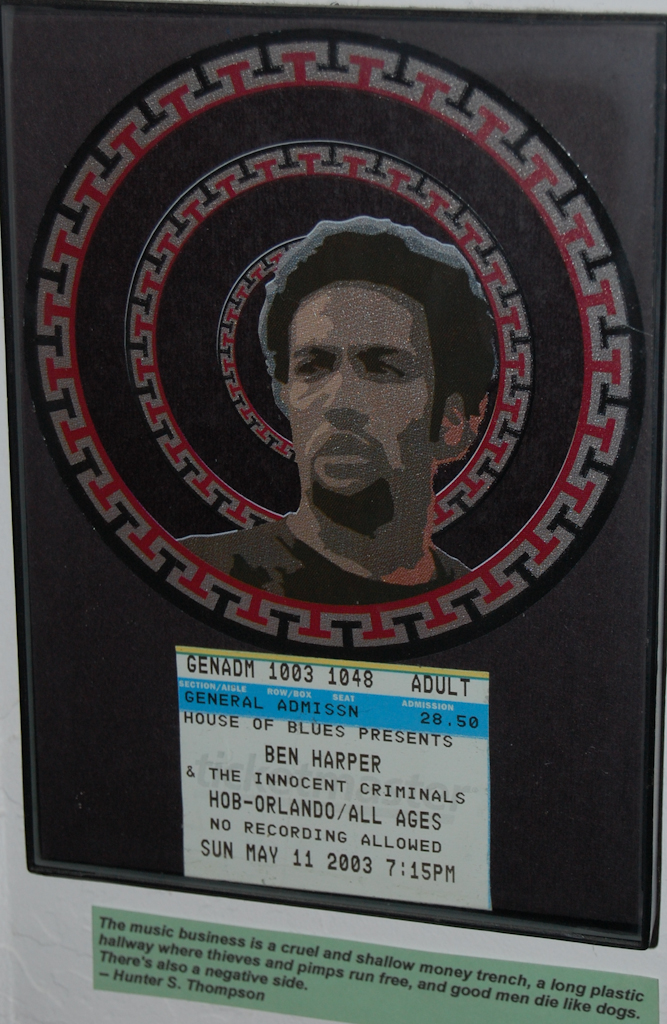 GENADM 1003 1048 ADULT
SECTION/AISLE ROW/BOX SEAT ADMISSION
GENERAL ADMISSN 28.50
HOUSE OF BLUES PRESENTS
BEN HARPER
& THE INNOCENT CRIMINALS
HOB-ORLANDO/ALL AGES
NO RECORDING ALLOWED
SUN MAY 11 2003 7:15PM
The music business is a cruel and shallow money trench, a long plastic
hallway where thieves and pimps run free, and good men die like dogs.
There's also a negative side.
– Hunter S. Thompson